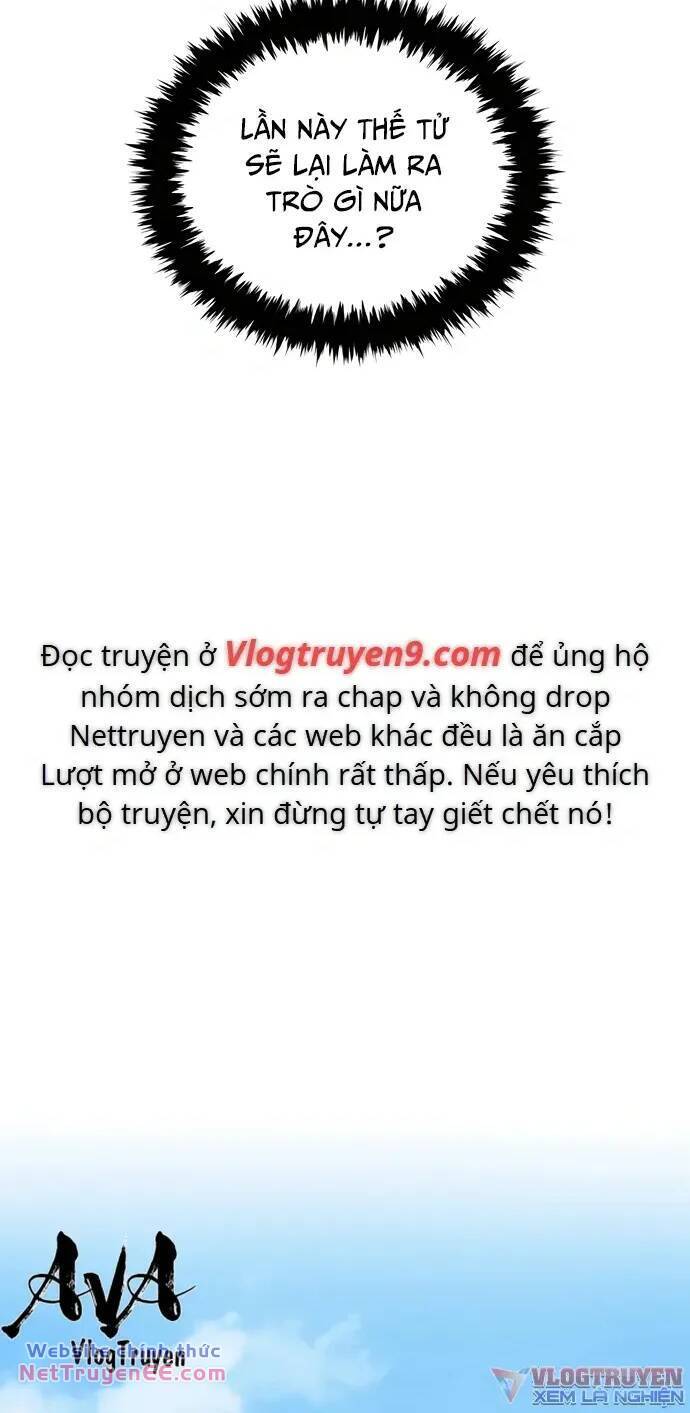 LẦN NÀY THẾ TỬ
SẼ LẠI LÀM RA
TRÒ GÌ NỮA
ĐÂY...?
Đọc truyện ở Vlogtruyen9.com để ủng hộ
nhóm dịch sớm ra chap và không drop
Nettruyen và các web khác đều là ăn cắp
Lượt mở ở web chính rất thấp. Nếu yêu thích
bộ truyện, xin đừng tự tay giết chết nó!
AVA
VlogTruyen
Website chính thức
NetTruyenEE.com
VLOGTRUYEN
XEM LÀ NGHIỆN